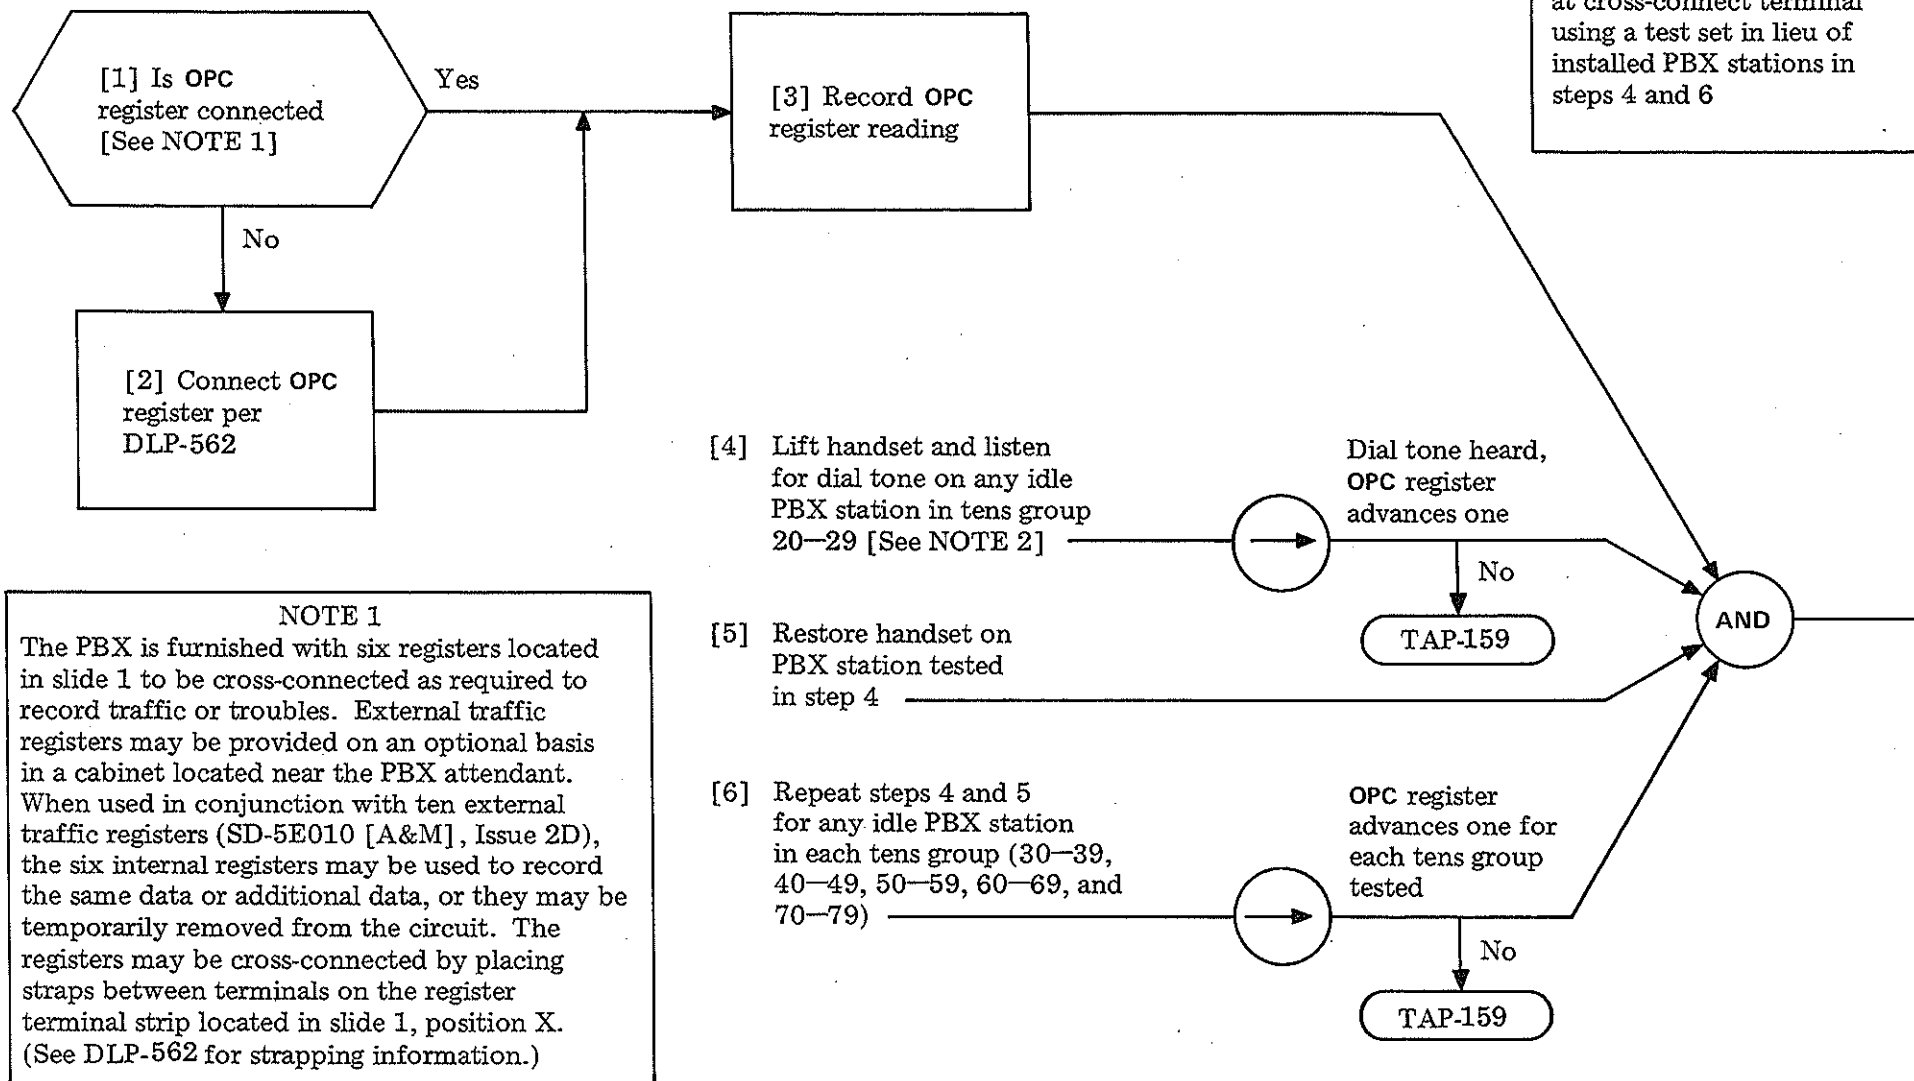 [1] Is OPC
register connected
[See NOTE 1]
Yes
No
[2] Connect OPC
register per
DLP-562
[3] Record OPC
register reading
at cross-connect terminal
using a test set in lieu of
installed PBX stations in
steps 4 and 6
[4] Lift handset and listen
for dial tone on any idle
PBX station in tens group
20—29 [See NOTE 2]
Dial tone heard,
OPC register
advances one
No
TAP-159
[5] Restore handset on
PBX station tested
in step 4
AND
[6] Repeat steps 4 and 5
for any idle PBX station
in each tens group (30—39,
40—49, 50—59, 60—69, and
70—79)
OPC register
advances one for
each tens group
tested
No
TAP-159
NOTE 1
The PBX is furnished with six registers located
in slide 1 to be cross-connected as required to
record traffic or troubles. External traffic
registers may be provided on an optional basis
in a cabinet located near the PBX attendant.
When used in conjunction with ten external
traffic registers (SD-5E010 [A&M], Issue 2D),
the six internal registers may be used to record
the same data or additional data, or they may be
temporarily removed from the circuit. The
registers may be cross-connected by placing
straps between terminals on the register
terminal strip located in slide 1, position X.
(See DLP-562 for strapping information.)